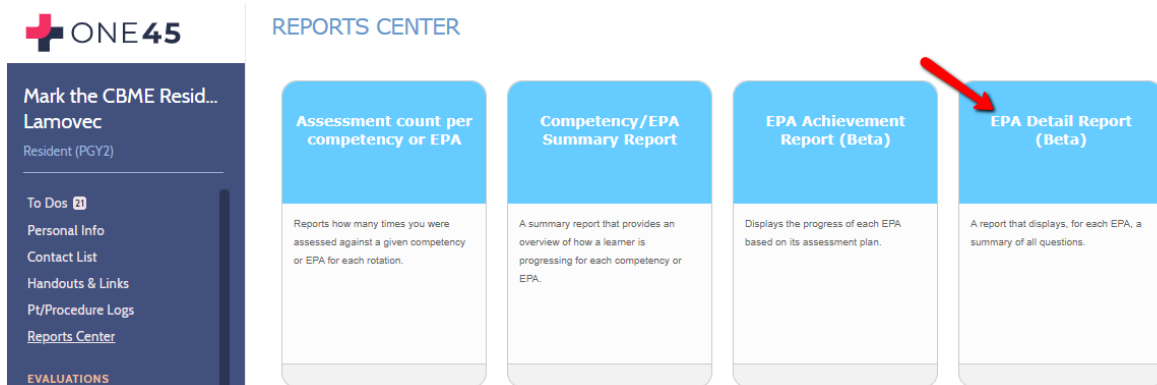 ONE45
Mark the CBME Resid...
Lamovec
Resident (PGY2)
To Dos 21
Personal Info
Contact List
Handouts & Links
Pt/Procedure Logs
Reports Center
EVALUATIONS
REPORTS CENTER
Assessment count per
competency or EPA
Reports how many times you were
assessed against a given competency
or EPA for each rotation.
Competency/EPA
Summary Report
A summary report that provides an
overview of how a learner is
progressing for each competency or
EPA.
EPA Achievement
Report (Beta)
Displays the progress of each EPA
based on its assessment plan.
EPA Detail Report
(Beta)
A report that displays, for each EPA, a
summary of all questions.